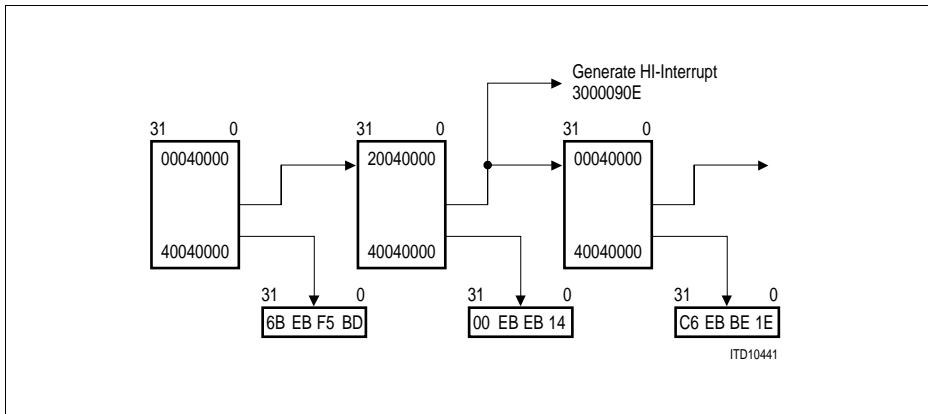 Generate HI-Interrupt
3000090E
31 0 31 0 31 0
00040000 20040000 00040000
40040000 40040000 40040000
31 0 31 0 31 0
6B EB F5 BD 00 EB EB 14 C6 EB BE 1E
ITD10441